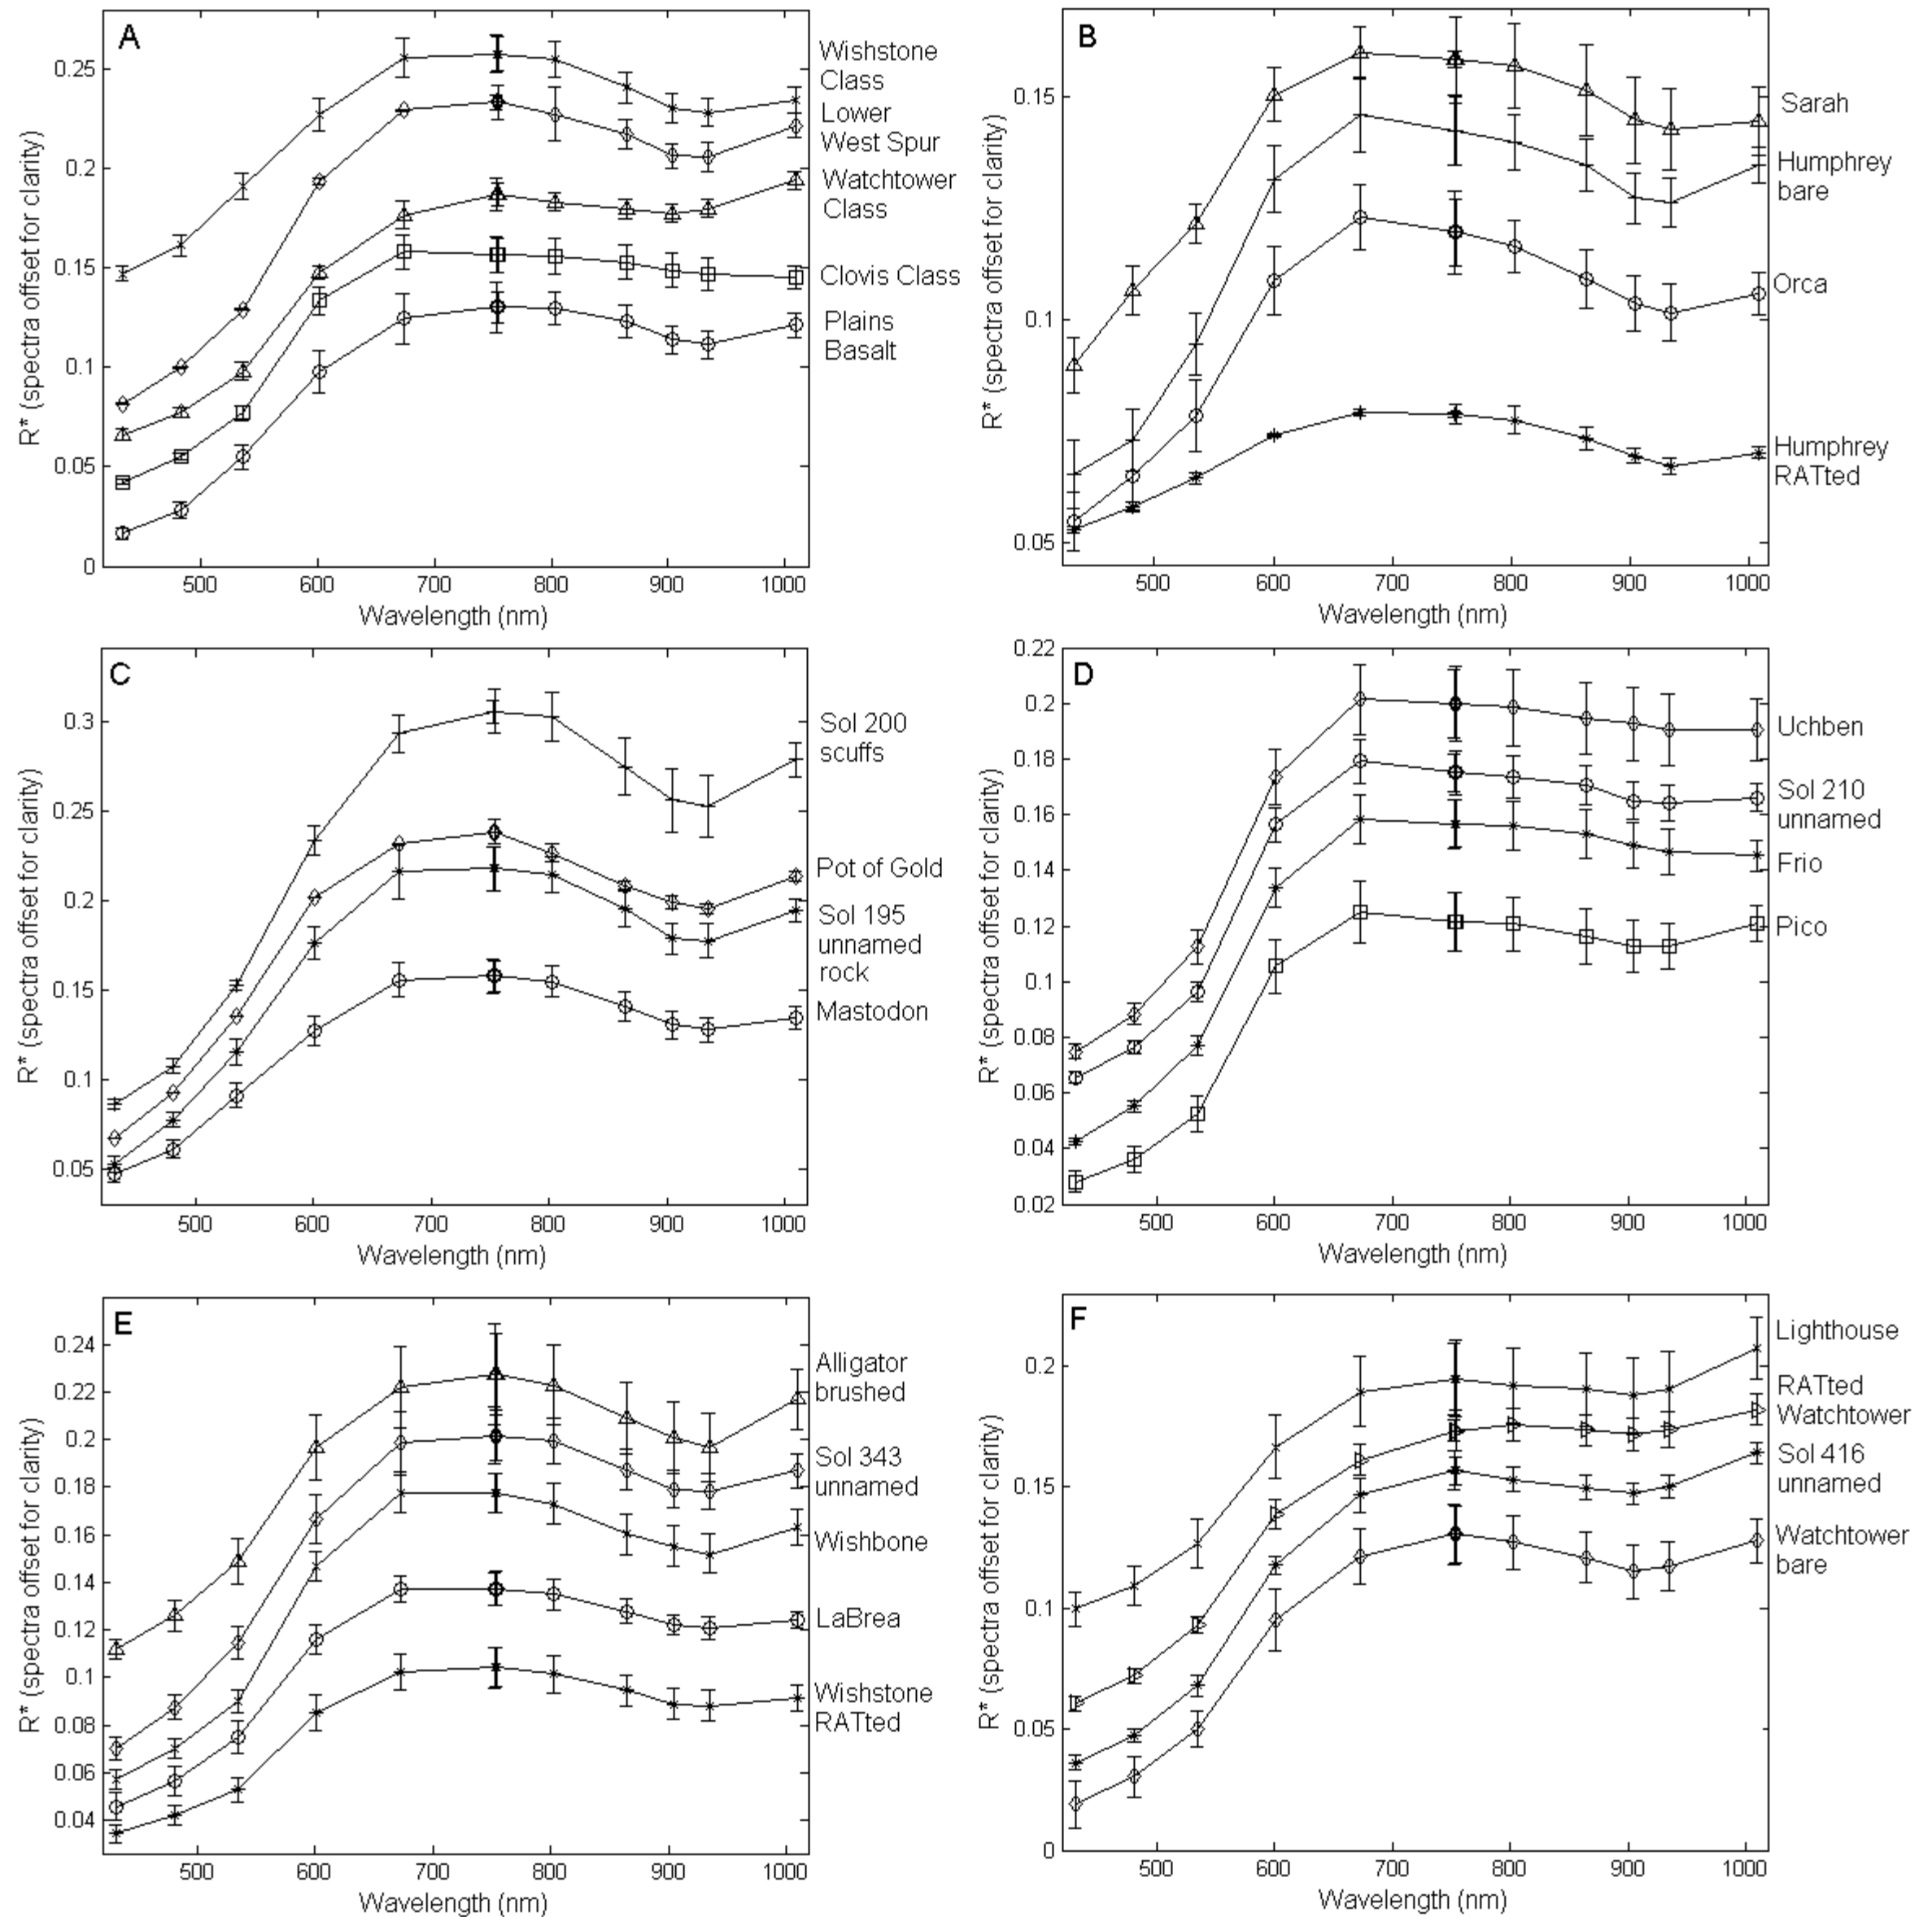 A
R* (spectra offset for clarity)
0.25
0.2
0.15
0.1
0.05
0
500 600 700 800 900 1000
Wavelength (nm)
Wishstone
Class
Lower
West Spur
Watchtower
Class
Clovis Class
Plains
Basalt
B
R* (spectra offset for clarity)
0.15
0.1
0.05
500 600 700 800 900 1000
Wavelength (nm)
Sarah
Humphrey
bare
Orca
Humphrey
RATted
C
R* (spectra offset for clarity)
0.3
0.25
0.2
0.15
0.1
0.05
500 600 700 800 900 1000
Wavelength (nm)
Sol 200
scuffs
Pot of Gold
Sol 195
unnamed
rock
Mastodon
D
R* (spectra offset for clarity)
0.22
0.2
0.18
0.16
0.14
0.12
0.1
0.08
0.06
0.04
0.02
500 600 700 800 900 1000
Wavelength (nm)
Uchben
Sol 210
unnamed
Frio
Pico
E
R* (spectra offset for clarity)
0.24
0.22
0.2
0.18
0.16
0.14
0.12
0.1
0.08
0.06
0.04
500 600 700 800 900 1000
Wavelength (nm)
Alligator
brushed
Sol 343
unnamed
Wishbone
LaBrea
Wishstone
RATted
F
R* (spectra offset for clarity)
0.2
0.15
0.1
0.05
0
500 600 700 800 900 1000
Wavelength (nm)
Lighthouse
RATted
Watchtower
Sol 416
unnamed
Watchtower
bare